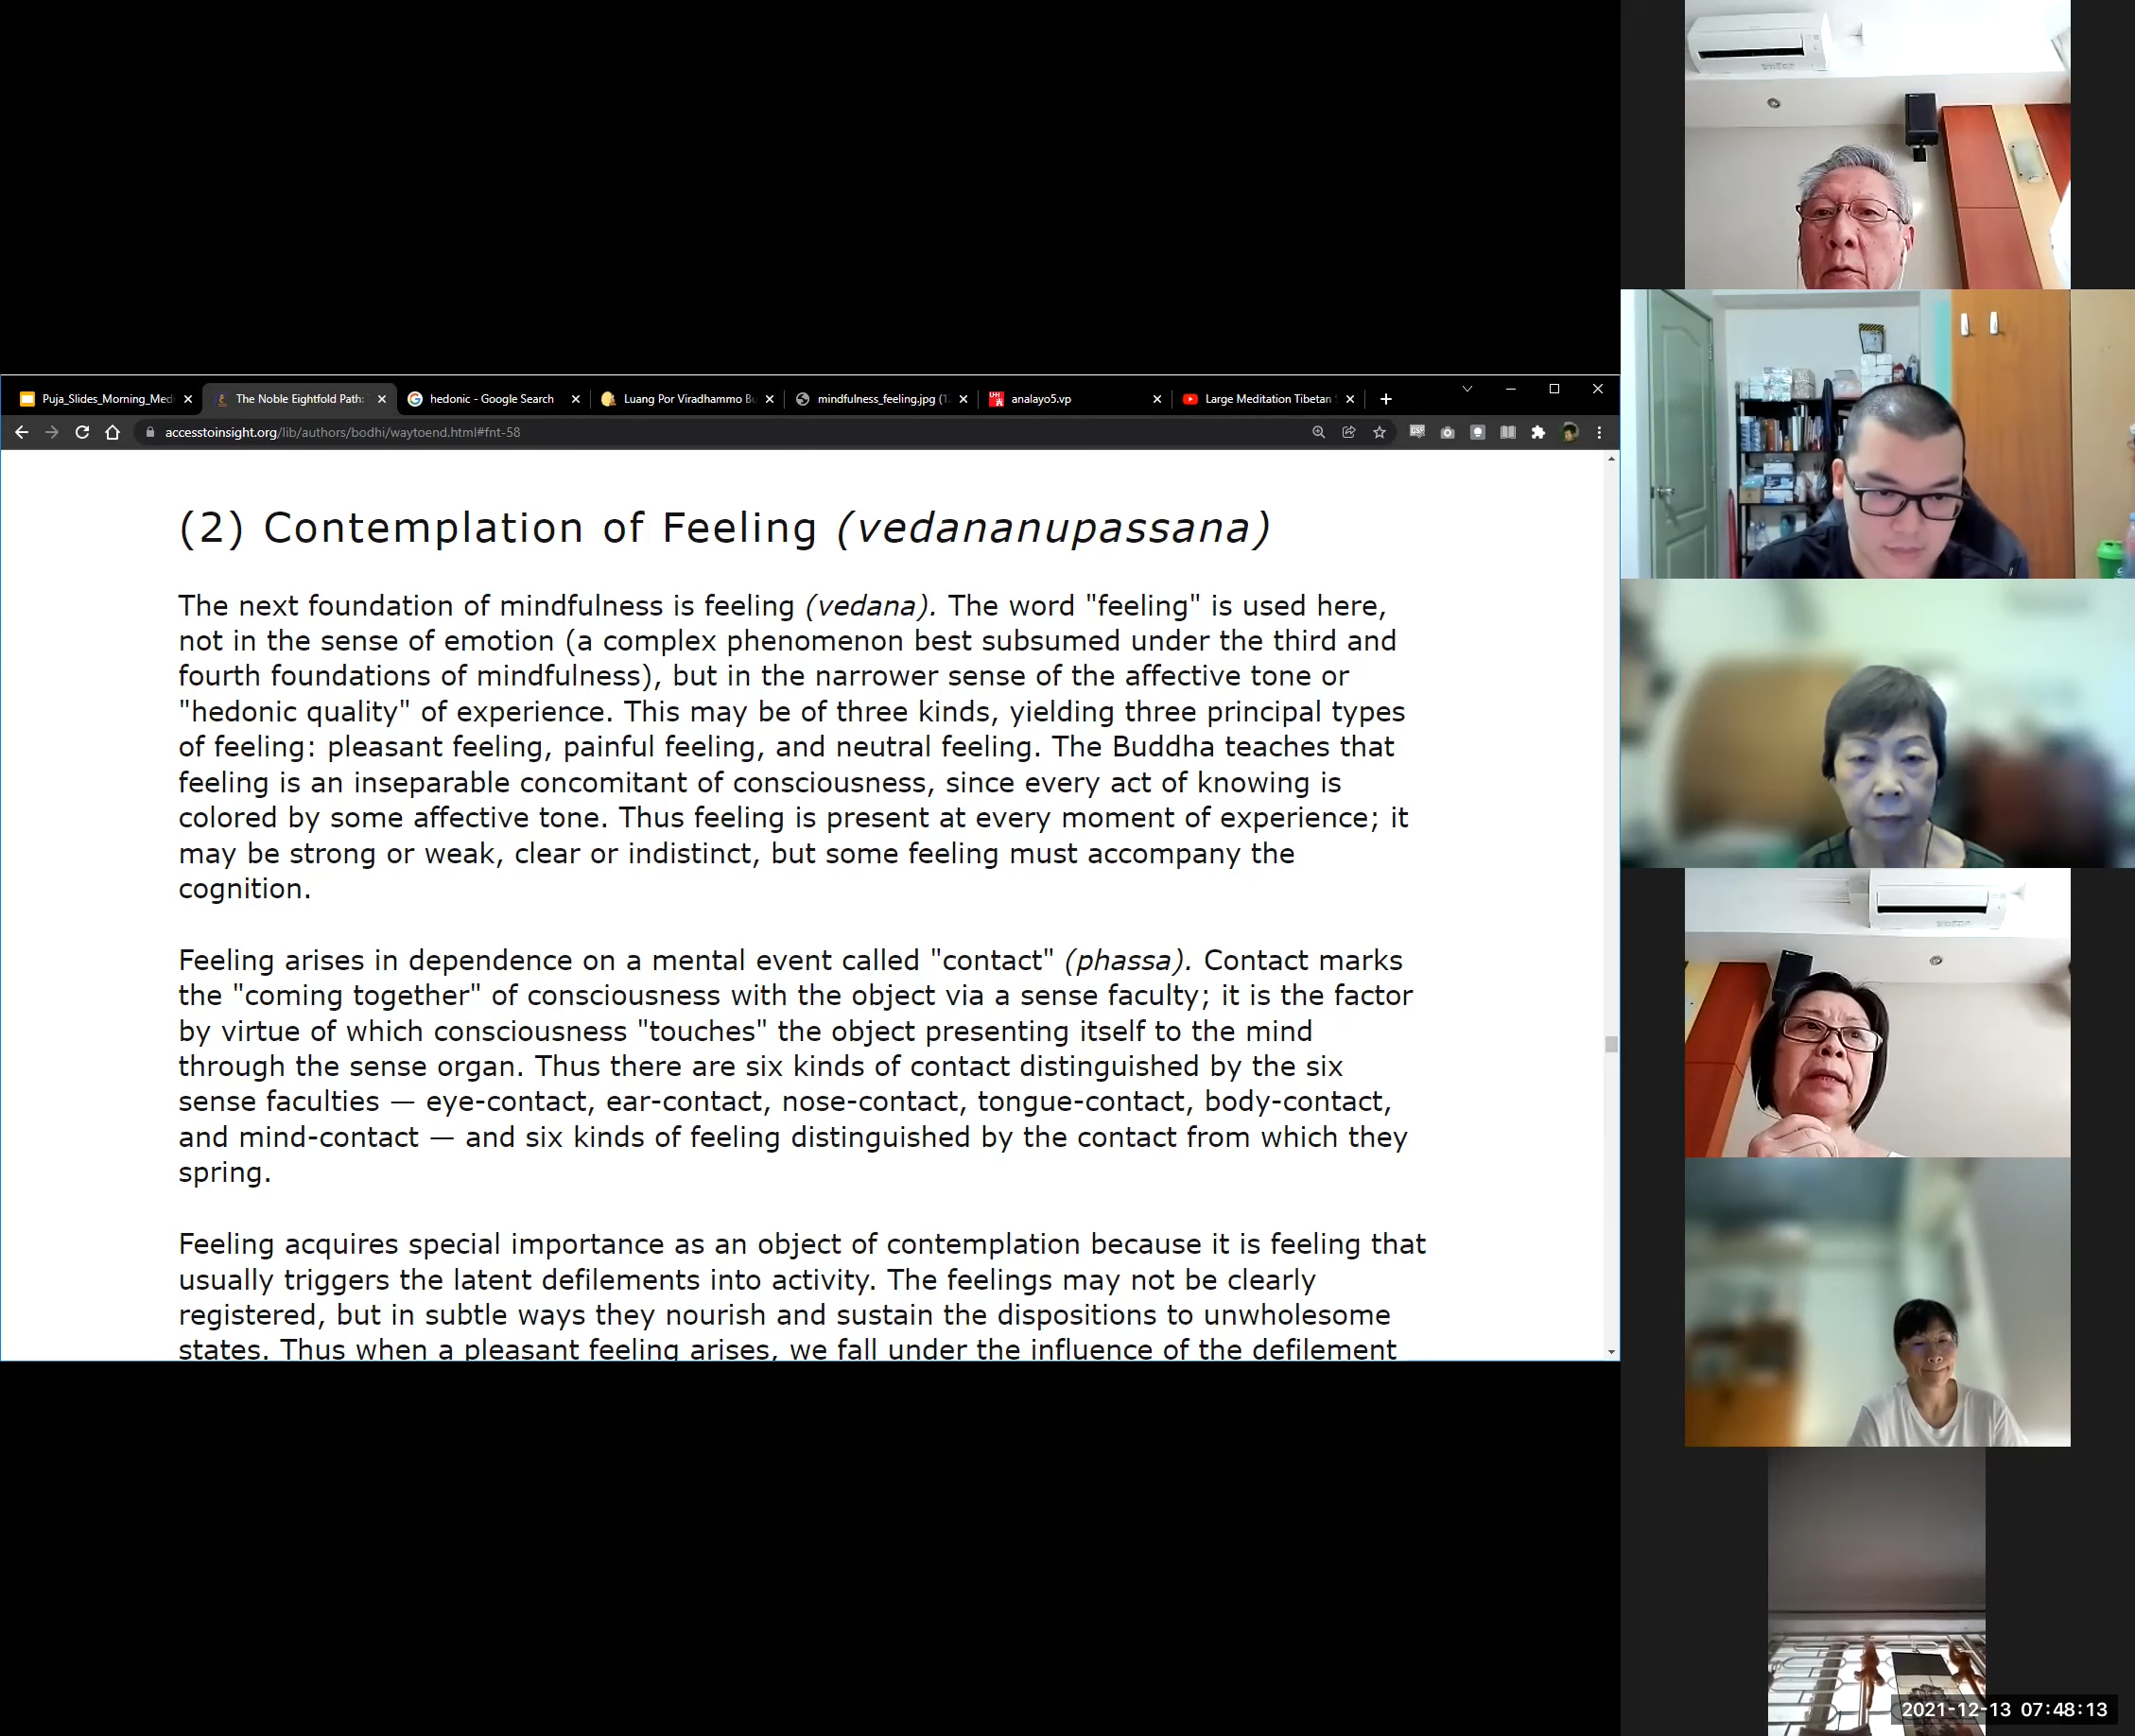 Puja_Slides_Morning_Med
The Noble Eightfold Path:
hedonic - Google Search
Luang Por Viradhammo Bu
mindfulness_feeling.jpg (1
analayo5.vp
Large Meditation Tibetan
accesstoinsight.org/lib/authors/bodhi/waytoend.html#fnt-58
(2) Contemplation of Feeling (vedananupassana)
The next foundation of mindfulness is feeling (vedana). The word "feeling" is used here,
not in the sense of emotion (a complex phenomenon best subsumed under the third and
fourth foundations of mindfulness), but in the narrower sense of the affective tone or
"hedonic quality" of experience. This may be of three kinds, yielding three principal types
of feeling: pleasant feeling, painful feeling, and neutral feeling. The Buddha teaches that
feeling is an inseparable concomitant of consciousness, since every act of knowing is
colored by some affective tone. Thus feeling is present at every moment of experience; it
may be strong or weak, clear or indistinct, but some feeling must accompany the
cognition.
Feeling arises in dependence on a mental event called "contact" (phassa). Contact marks
the "coming together" of consciousness with the object via a sense faculty; it is the factor
by virtue of which consciousness "touches" the object presenting itself to the mind
through the sense organ. Thus there are six kinds of contact distinguished by the six
sense faculties — eye-contact, ear-contact, nose-contact, tongue-contact, body-contact,
and mind-contact — and six kinds of feeling distinguished by the contact from which they
spring.
Feeling acquires special importance as an object of contemplation because it is feeling that
usually triggers the latent defilements into activity. The feelings may not be clearly
registered, but in subtle ways they nourish and sustain the dispositions to unwholesome
states. Thus when a pleasant feeling arises, we fall under the influence of the defilement
2021-12-13 07:48:13